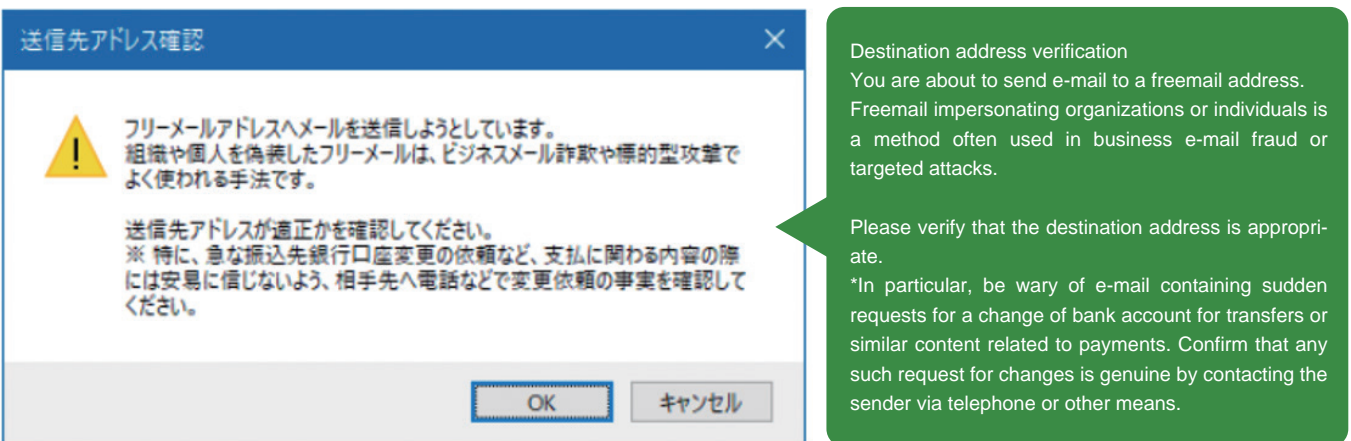 送信先アドレス確認
フリーメールアドレスへメールを送信しようとしています。
組織や個人を偽装したフリーメールは、ビジネスメール詐欺や標的型攻撃で
よく使われる手法です。
送信先アドレスが適正かを確認してください。
※ 特に、急な振込先銀行口座変更の依頼など、支払に関わる内容の際
には安易に信じないよう、相手先へ電話などで変更依頼の事実を確認して
ください。
OK
キャンセル
Destination address verification
You are about to send e-mail to a freemail address.
Freemail impersonating organizations or individuals is
a method often used in business e-mail fraud or
targeted attacks.
Please verify that the destination address is appropri-
ate.
*In particular, be wary of e-mail containing sudden
requests for a change of bank account for transfers or
similar content related to payments. Confirm that any
such request for changes is genuine by contacting the
sender via telephone or other means.